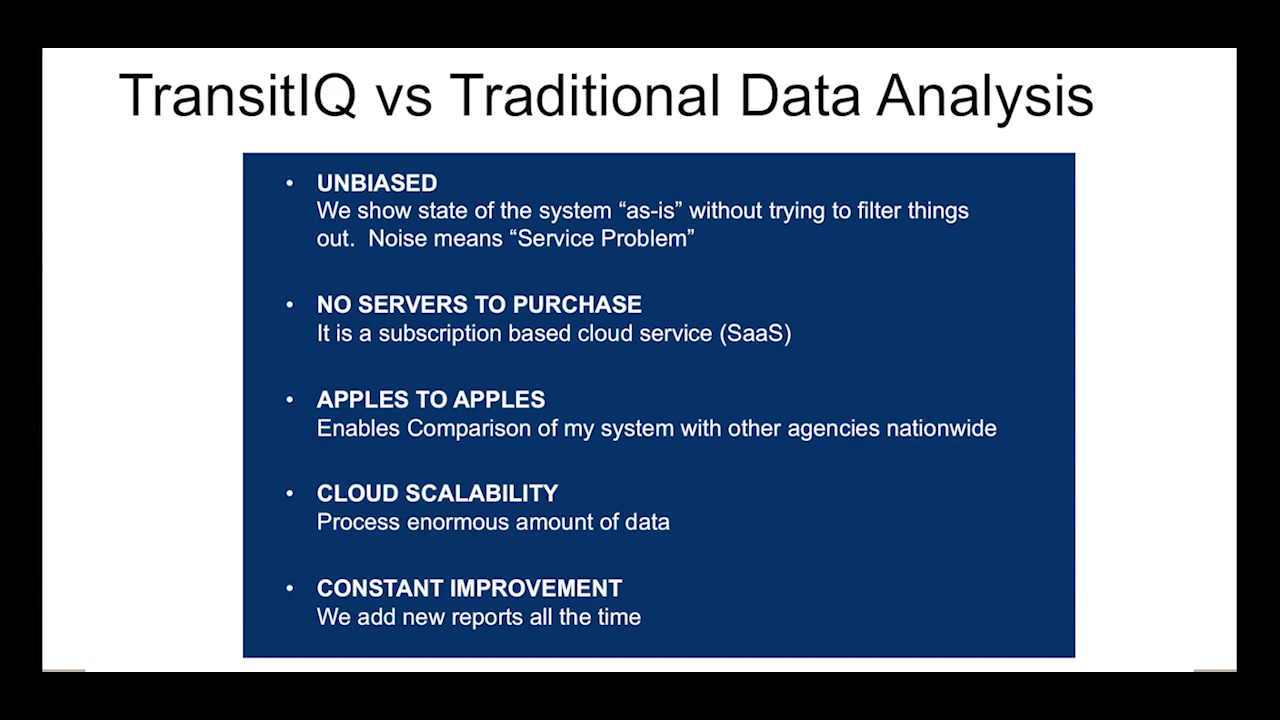 TransitIQ vs Traditional Data Analysis
• UNBIASED
We show state of the system “as-is” without trying to filter things
out.  Noise means “Service Problem”
• NO SERVERS TO PURCHASE
It is a subscription based cloud service (SaaS)
• APPLES TO APPLES
Enables Comparison of my system with other agencies nationwide
• CLOUD SCALABILITY
Process enormous amount of data
• CONSTANT IMPROVEMENT
We add new reports all the time